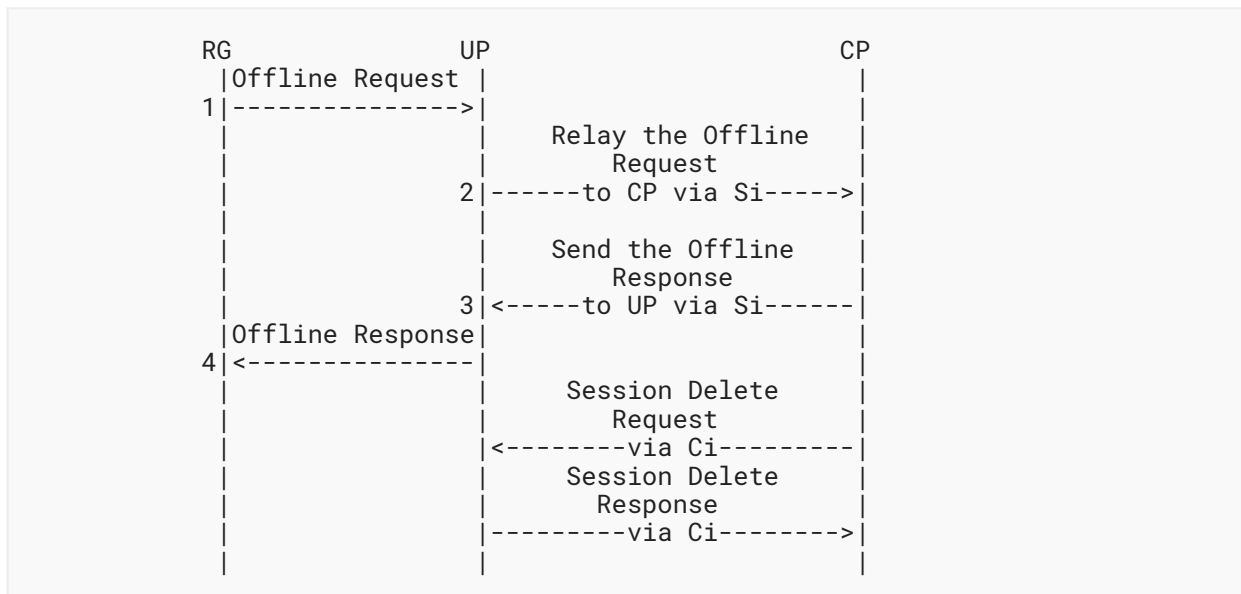 RG                UP                       CP
 |Offline Request |                        |
1|--------------->|                        |
 |                |    Relay the Offline   |
 |                |        Request         |
 |               2|------to CP via Si----->|
 |                |                        |
 |                |    Send the Offline    |
 |                |        Response        |
 |               3|<-----to UP via Si------|
 |Offline Response|                        |
4|<---------------|                        |
 |                |     Session Delete     |
 |                |        Request         |
 |                |<--------via Ci---------|
 |                |     Session Delete     |
 |                |       Response         |
 |                |---------via Ci-------->|
 |                |                        |